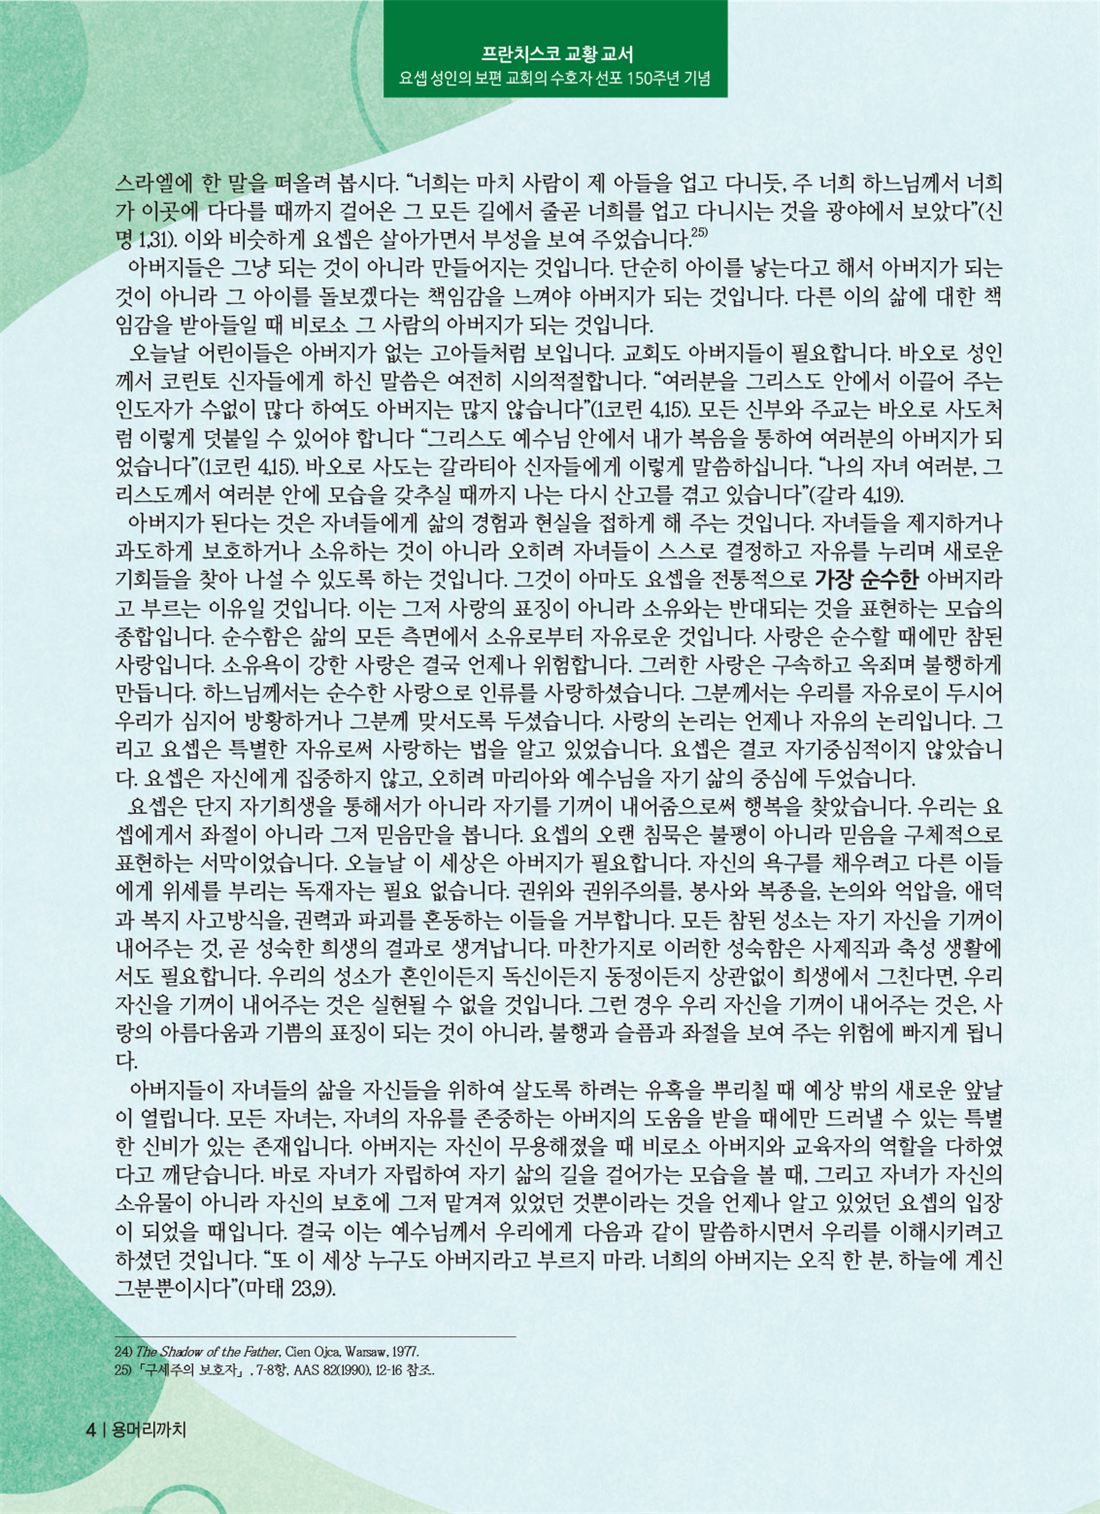 프란치스코 교황 교서
요셉 성인의 보편 교회의 수호자 선포 150주년 기념
스라엘에 한 말을 떠올려 봅시다. “너희는 마치 사람이 제 아들을 업고 다니듯, 주 너희 하느님께서 너희
가 이곳에 다다를 때까지 걸어온 그 모든 길에서 줄곧 너희를 업고 다니시는 것을 광야에서 보았다”(신
명 1,31). 이와 비슷하게 요셉은 살아가면서 부성을 보여 주었습니다.25)
아버지들은 그냥 되는 것이 아니라 만들어지는 것입니다. 단순히 아이를 낳는다고 해서 아버지가 되는
것이 아니라 그 아이를 돌보겠다는 책임감을 느껴야 아버지가 되는 것입니다. 다른 이의 삶에 대한 책
임감을 받아들일 때 비로소 그 사람의 아버지가 되는 것입니다.
오늘날 어린이들은 아버지가 없는 고아들처럼 보입니다. 교회도 아버지들이 필요합니다. 바오로 성인
께서 코린토 신자들에게 하신 말씀은 여전히 시의적절합니다. “여러분을 그리스도 안에서 이끌어 주는
인도자가 수없이 많다 하여도 아버지는 많지 않습니다”(1코린 4,15). 모든 신부와 주교는 바오로 사도처
럼 이렇게 덧붙일 수 있어야 합니다 “그리스도 예수님 안에서 내가 복음을 통하여 여러분의 아버지가 되
었습니다”(1코린 4,15). 바오로 사도는 갈라티아 신자들에게 이렇게 말씀하십니다. “나의 자녀 여러분, 그
리스도께서 여러분 안에 모습을 갖추실 때까지 나는 다시 산고를 겪고 있습니다”(갈라 4,19).
아버지가 된다는 것은 자녀들에게 삶의 경험과 현실을 접하게 해 주는 것입니다. 자녀들을 제지하거나
과도하게 보호하거나 소유하는 것이 아니라 오히려 자녀들이 스스로 결정하고 자유를 누리며 새로운
기회들을 찾아 나설 수 있도록 하는 것입니다. 그것이 아마도 요셉을 전통적으로 가장 순수한 아버지라
고 부르는 이유일 것입니다. 이는 그저 사랑의 표징이 아니라 소유와는 반대되는 것을 표현하는 모습의
종합입니다. 순수함은 삶의 모든 측면에서 소유로부터 자유로운 것입니다. 사랑은 순수할 때에만 참된
사랑입니다. 소유욕이 강한 사랑은 결국 언제나 위험합니다. 그러한 사랑은 구속하고 옥죄며 불행하게
만듭니다. 하느님께서는 순수한 사랑으로 인류를 사랑하셨습니다. 그분께서는 우리를 자유로이 두시어
우리가 심지어 방황하거나 그분께 맞서도록 두셨습니다. 사랑의 논리는 언제나 자유의 논리입니다. 그
리고 요셉은 특별한 자유로써 사랑하는 법을 알고 있었습니다. 요셉은 결코 자기중심적이지 않았습니
다. 요셉은 자신에게 집중하지 않고, 오히려 마리아와 예수님을 자기 삶의 중심에 두었습니다.
요셉은 단지 자기희생을 통해서가 아니라 자기를 기꺼이 내어줌으로써 행복을 찾았습니다. 우리는 요
셉에게서 좌절이 아니라 그저 믿음만을 봅니다. 요셉의 오랜 침묵은 불평이 아니라 믿음을 구체적으로
표현하는 서막이었습니다. 오늘날 이 세상은 아버지가 필요합니다. 자신의 욕구를 채우려고 다른 이들
에게 위세를 부리는 독재자는 필요 없습니다. 권위와 권위주의를, 봉사와 복종을, 논의와 억압을, 애덕
과 복지 사고방식을, 권력과 파괴를 혼동하는 이들을 거부합니다. 모든 참된 성소는 자기 자신을 기꺼이
내어주는 것, 곧 성숙한 희생의 결과로 생겨납니다. 마찬가지로 이러한 성숙함은 사제직과 축성 생활에
서도 필요합니다. 우리의 성소가 혼인이든지 독신이든지 동정이든지 상관없이 희생에서 그친다면, 우리
자신을 기꺼이 내어주는 것은 실현될 수 없을 것입니다. 그런 경우 우리 자신을 기꺼이 내어주는 것은, 사
랑의 아름다움과 기쁨의 표징이 되는 것이 아니라, 불행과 슬픔과 좌절을 보여 주는 위험에 빠지게 됩니
다.
아버지들이 자녀들의 삶을 자신들을 위하여 살도록 하려는 유혹을 뿌리칠 때 예상 밖의 새로운 앞날
이 열립니다. 모든 자녀는, 자녀의 자유를 존중하는 아버지의 도움을 받을 때에만 드러낼 수 있는 특별
한 신비가 있는 존재입니다. 아버지는 자신이 무용해졌을 때 비로소 아버지와 교육자의 역할을 다하였
다고 깨닫습니다. 바로 자녀가 자립하여 자기 삶의 길을 걸어가는 모습을 볼 때, 그리고 자녀가 자신의
소유물이 아니라 자신의 보호에 그저 맡겨져 있었던 것뿐이라는 것을 언제나 알고 있었던 요셉의 입장
이 되었을 때입니다. 결국 이는 예수님께서 우리에게 다음과 같이 말씀하시면서 우리를 이해시키려고
하셨던 것입니다. “또 이 세상 누구도 아버지라고 부르지 마라. 너희의 아버지는 오직 한 분, 하늘에 계신
그분뿐이시다”(마태 23,9).
24) The Shadow of the Father, Cien Ojca, Warsaw, 1977.
25) 「구세주의 보호자」, 7-8항, AAS 82(1990), 12-16 참조.
4 | 용머리까치